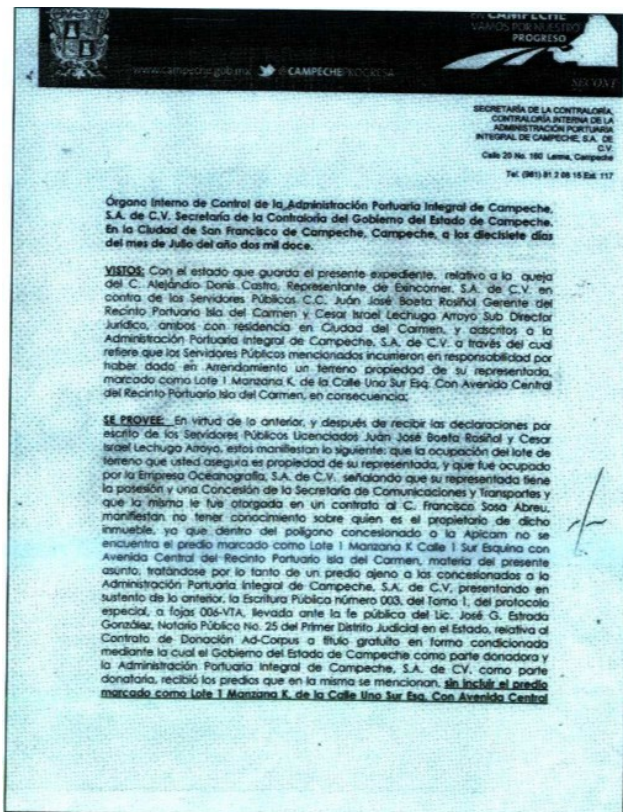 EN CAMPECHE
VAMOS POR NUESTRO
PROGRESO
www.campeche.gob.mx CAMPECHEPROGRESA
SECONT
SECRETARÍA DE LA CONTRALORÍA,
CONTRALORÍA INTERNA DE LA
ADMINISTRACIÓN PORTUARIA
INTEGRAL DE CAMPECHE, S.A. DE
C.V.
Calle 20 No. 160 Lerma, Campeche
Tel. (981) 81 2 08 15 Ext. 117
Órgano Interno de Control de la Administración Portuaria Integral de Campeche,
S.A. de C.V. Secretaría de la Contraloría del Gobierno del Estado de Campeche.
En la Ciudad de San Francisco de Campeche, Campeche, a los diecisiete días
del mes de Julio del año dos mil doce.
VISTOS: Con el estado que guarda el presente expediente, relativo a la queja
del C. Alejandro Donis Castro, Representante de Exincomer, S.A. de C.V. en
contra de los Servidores Públicos C.C. Juán José Boeta Rosiñol Gerente del
Recinto Portuario Isla del Carmen y Cesar Israel Lechuga Arroyo Sub Director
Jurídico, ambos con residencia en Ciudad del Carmen, y adscritos a la
Administración Portuaria Integral de Campeche, S.A. de C.V. a través del cual
refiere que los Servidores Públicos mencionados incurrieron en responsabilidad por
haber dado en Arrendamiento un terreno propiedad de su representada,
marcado como Lote 1 Manzana K. de la Calle Uno Sur Esq. Con Avenida Central
del Recinto Portuario Isla del Carmen, en consecuencia;
SE PROVEE: En virtud de lo anterior, y después de recibir las declaraciones por
escrito de los Servidores Públicos Licenciados Juán José Boeta Rosiñol y Cesar
Israel Lechuga Arroyo, estos manifiestan lo siguiente: que la ocupación del lote de
terreno que usted asegura es propiedad de su representada, y que fue ocupado
por la Empresa Oceanografía, S.A. de C.V. señalando que su representada tiene
la posesión y una Concesión de la Secretaría de Comunicaciones y Transportes y
que la misma le fue otorgada en un contrato al C. Francisco Sosa Abreu,
manifiestan no tener conocimiento sobre quien es el propietario de dicho
inmueble, ya que dentro del polígono concesionado a la Apicam no se
encuentra el predio marcado como Lote 1 Manzana K Calle 1 Sur Esquina con
Avenida Central del Recinto Portuario Isla del Carmen, materia del presente
asunto, tratándose por lo tanto de un predio ajeno a los concesionados a la
Administración Portuaria Integral de Campeche, S.A. de C.V, presentando en
sustento de lo anterior, la Escritura Pública número 003, del Tomo 1, del protocolo
especial, a fojas 006-VTA, llevada ante la fe pública del Lic. José G. Estrada
González, Notario Público No. 25 del Primer Distrito Judicial en el Estado, relativa al
Contrato de Donación Ad-Corpus a título gratuito en forma condicionada
mediante la cual el Gobierno del Estado de Campeche como parte donadora y
la Administración Portuaria Integral de Campeche, S.A. de CV. como parte
donataria, recibió los predios que en la misma se mencionan, sin incluir el predio
marcado como Lote 1 Manzana K. de la Calle Uno Sur Esq. Con Avenida Central